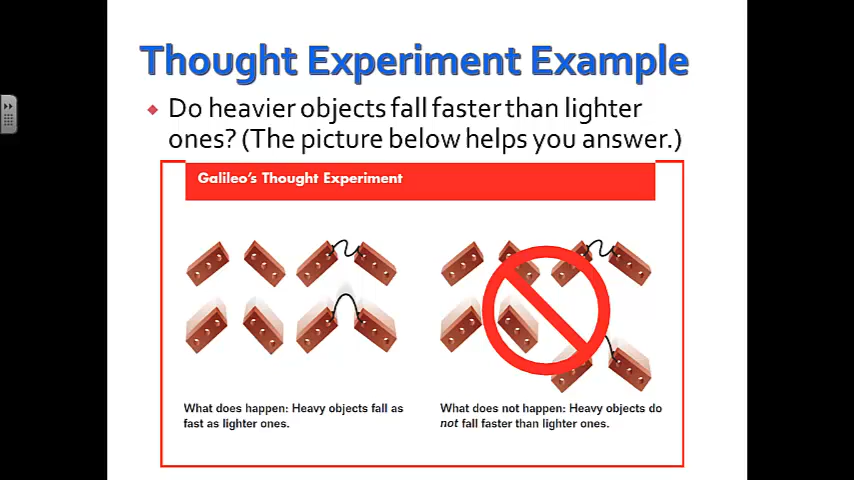 Thought Experiment Example
Do heavier objects fall faster than lighter
ones? (The picture below helps you answer.)
Galileo's Thought Experiment
What does happen: Heavy objects fall as
fast as lighter ones.
What does not happen: Heavy objects do
not fall faster than lighter ones.